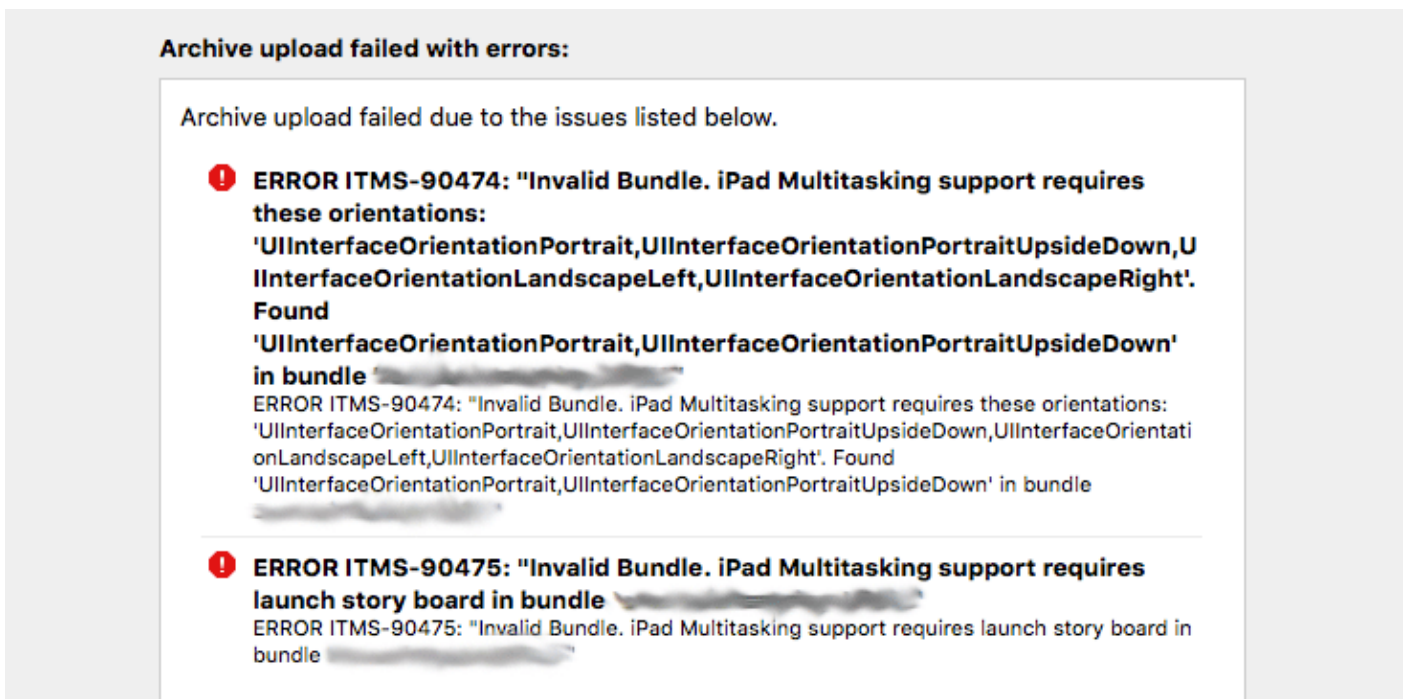 Archive upload failed with errors:
Archive upload failed due to the issues listed below.
ERROR ITMS-90474: "Invalid Bundle. iPad Multitasking support requires
these orientations:
'UIInterfaceOrientationPortrait,UIInterfaceOrientationPortraitUpsideDown,U
IInterfaceOrientationLandscapeLeft,UIInterfaceOrientationLandscapeRight'.
Found
'UIInterfaceOrientationPortrait,UIInterfaceOrientationPortraitUpsideDown'
in bundle
ERROR ITMS-90474: "Invalid Bundle. iPad Multitasking support requires these orientations:
'UIInterfaceOrientationPortrait,UIInterfaceOrientationPortraitUpsideDown,UIInterfaceOrientati
onLandscapeLeft,UIInterfaceOrientationLandscapeRight'. Found
'UIInterfaceOrientationPortrait,UIInterfaceOrientationPortraitUpsideDown' in bundle
ERROR ITMS-90475: "Invalid Bundle. iPad Multitasking support requires
launch story board in bundle
ERROR ITMS-90475: "Invalid Bundle. iPad Multitasking support requires launch story board in
bundle